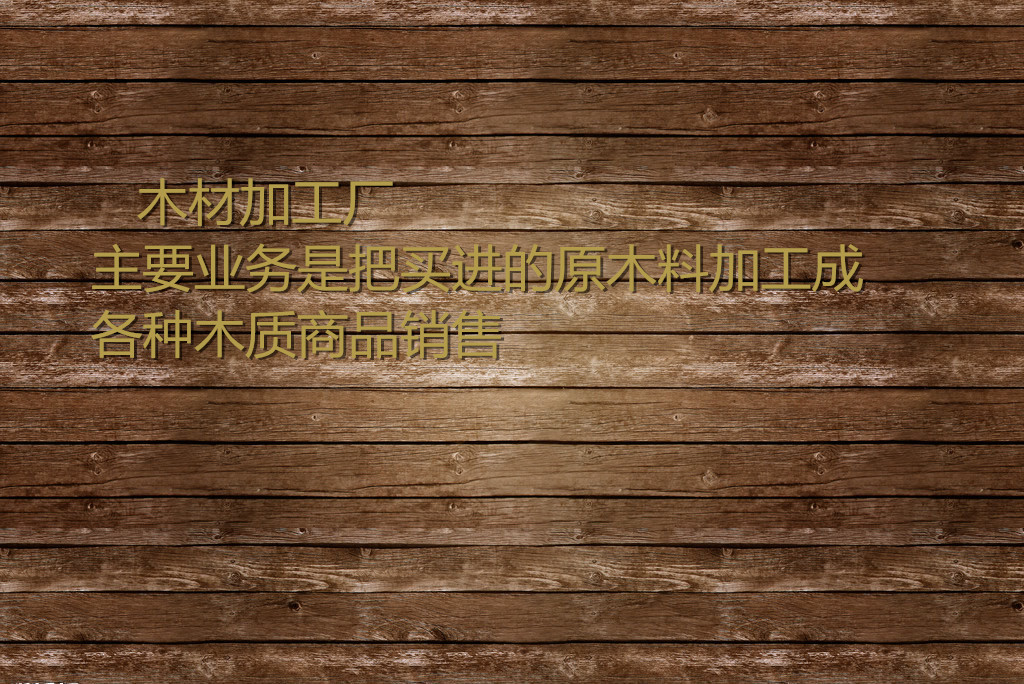 木材加工厂
主要业务是把买进的原木料加工成
各种木质商品销售